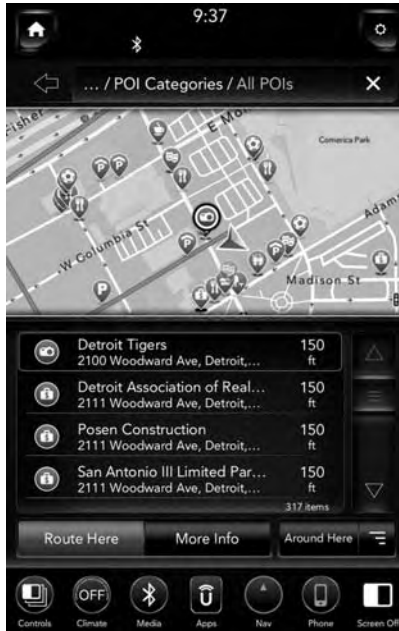 9:37
... / POI Categories / All POIs
Fisher
E Mon
Comerica Park
Adams
W Columbia St
Madison St
Detroit Tigers
150
2100 Woodward Ave, Detroit,...
ft
Detroit Association of Real...
150
2111 Woodward Ave, Detroit,...
ft
Posen Construction
150
2111 Woodward Ave, Detroit,...
ft
San Antonio III Limited Par...
150
2111 Woodward Ave, Detroit,...
ft
317 items
Route Here
More Info
Around Here
OFF
Controls
Climate
Media
Apps
Nav
Phone
Screen Off